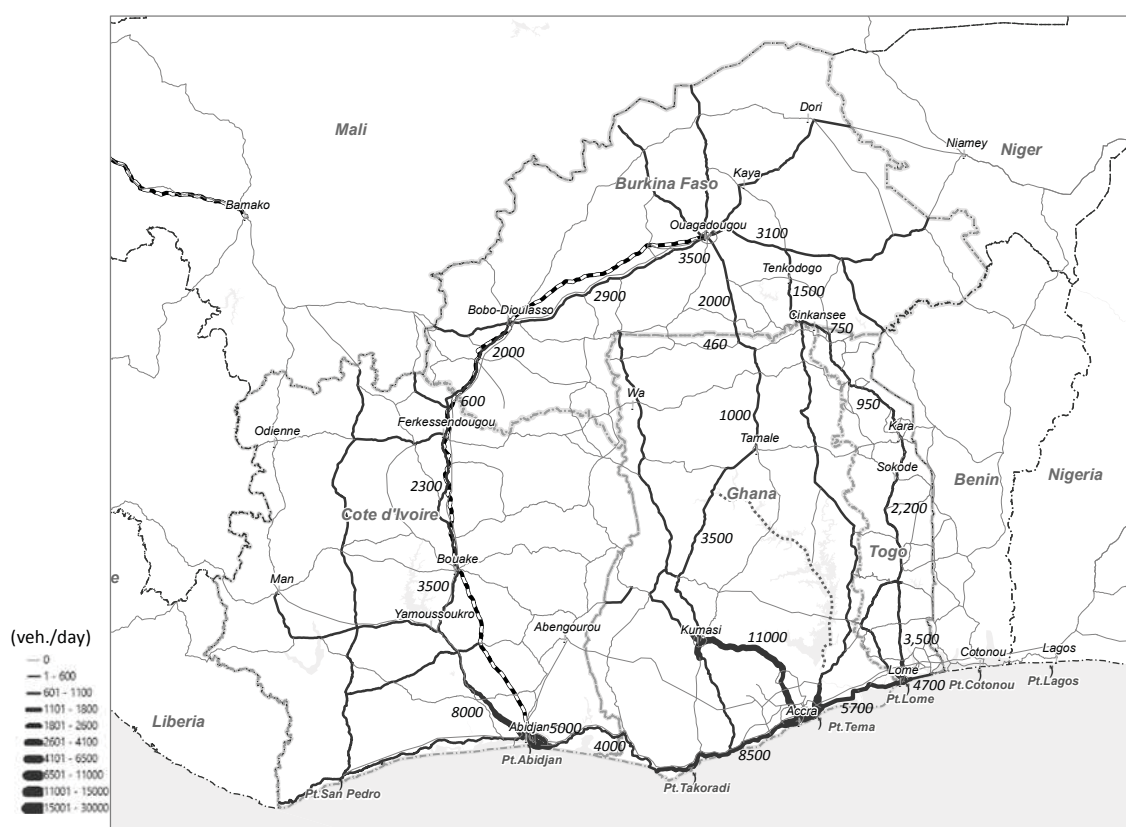 Dori
Mali
Niamey
Niger
Kaya
Burkina Faso
Bamako
Ouagadougou
3100
3500
Tenkodogo
2900
2000
1500
Bobo-Dioulasso
Cinkansee
750
460
2000
600
Wa
950
Ferkessendougou
1000
Kara
Odienne
Tamale
Sokode
Benin
Nigeria
2300
Ghana
Cote d'Ivoire
2,200
3500
Togo
Bouake
e
Man
3500
Yamoussoukro
Abengourou
Kumasi
11000
3,500
(veh./day)
Cotonou
Lagos
0
Lome
4700
Pt.Cotonou
Pt.Lagos
1 - 600
Pt.Lome
601 - 1100
5700
1101 - 1800
8000
Accra
Liberia
1801 - 2600
Abidjan
5000
Pt.Tema
2601 - 4100
4000
8500
4101 - 6500
Pt.Abidjan
6501 - 11000
Pt.Takoradi
11001 - 15000
Pt.San Pedro
15001 - 30000